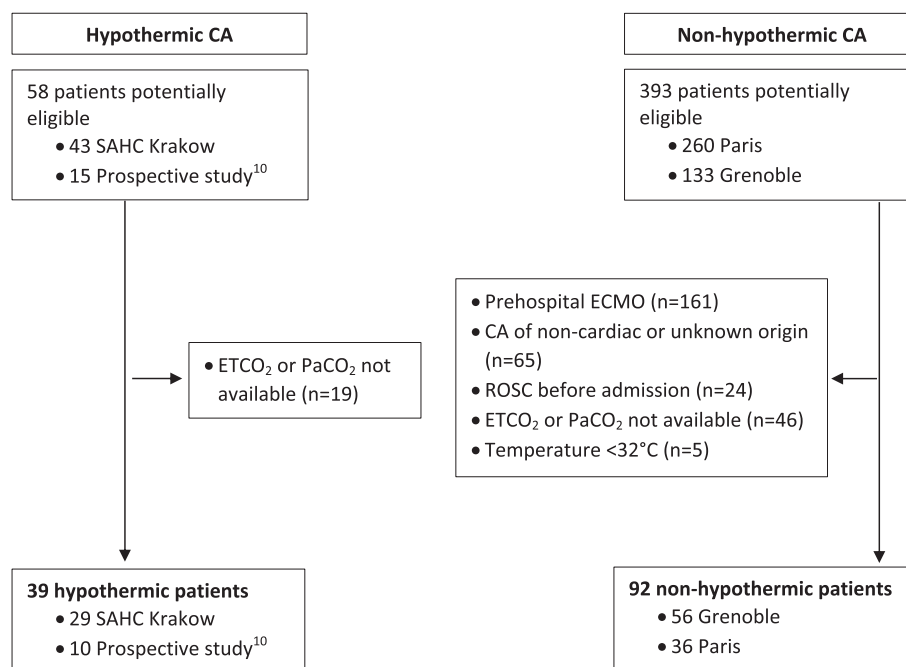 Hypothermic CA
58 patients potentially
eligible
• 43 SAHC Krakow
• 15 Prospective study¹⁰
• ETCO₂ or PaCO₂ not
available (n=19)
39 hypothermic patients
• 29 SAHC Krakow
• 10 Prospective study¹⁰
Non-hypothermic CA
393 patients potentially
eligible
• 260 Paris
• 133 Grenoble
• Prehospital ECMO (n=161)
• CA of non-cardiac or unknown origin
(n=65)
• ROSC before admission (n=24)
• ETCO₂ or PaCO₂ not available (n=46)
• Temperature <32°C (n=5)
92 non-hypothermic patients
• 56 Grenoble
• 36 Paris